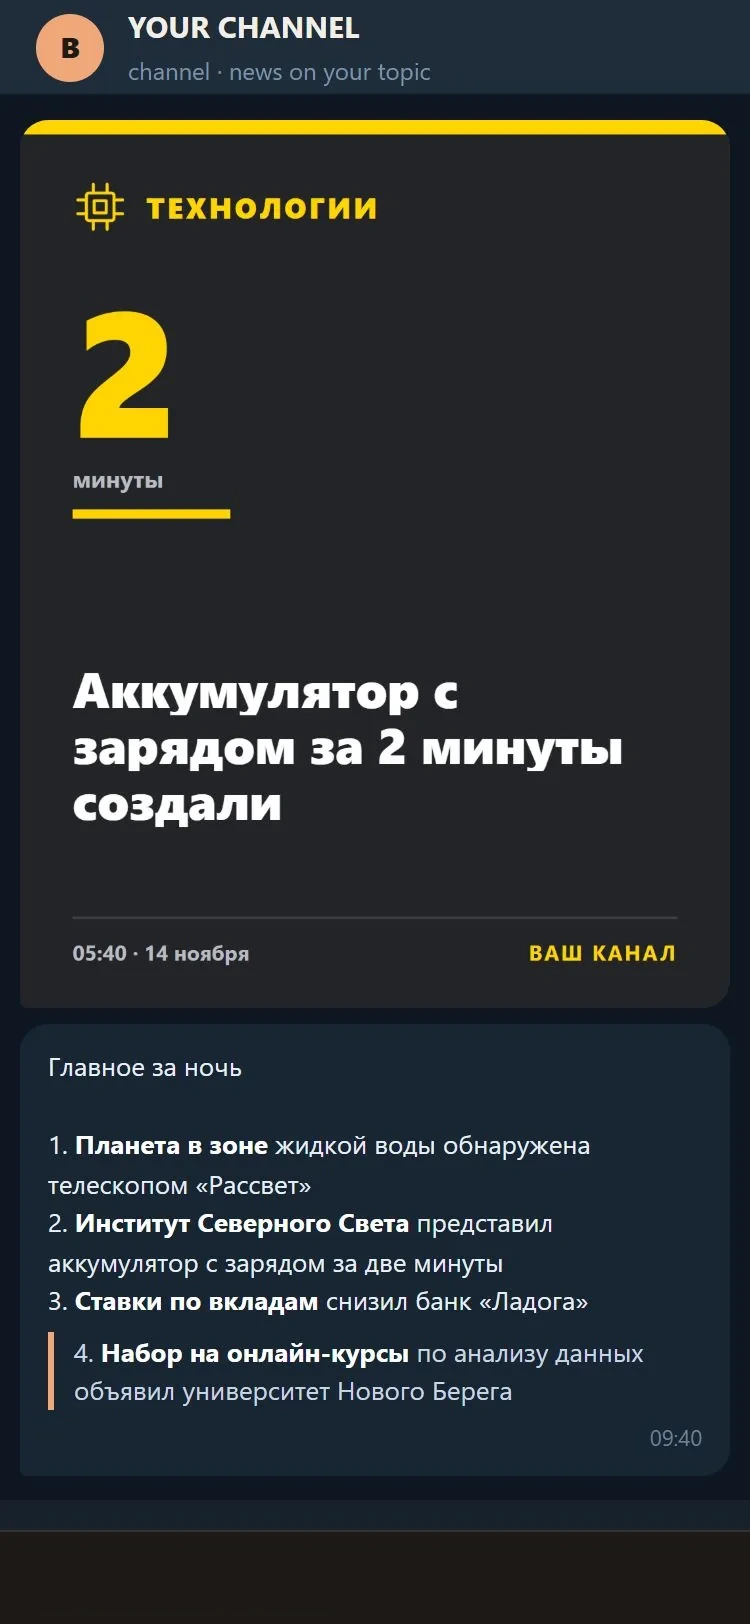 B
YOUR CHANNEL
channel · news on your topic
ТЕХНОЛОГИИ
2
минуты
Аккумулятор с
зарядом за 2 минуты
создали
05:40 · 14 ноября
ВАШ КАНАЛ
Главное за ночь
1. Планета в зоне жидкой воды обнаружена
телескопом «Рассвет»
2. Институт Северного Света представил
аккумулятор с зарядом за две минуты
3. Ставки по вкладам снизил банк «Ладога»
4. Набор на онлайн-курсы по анализу данных
объявил университет Нового Берега
09:40